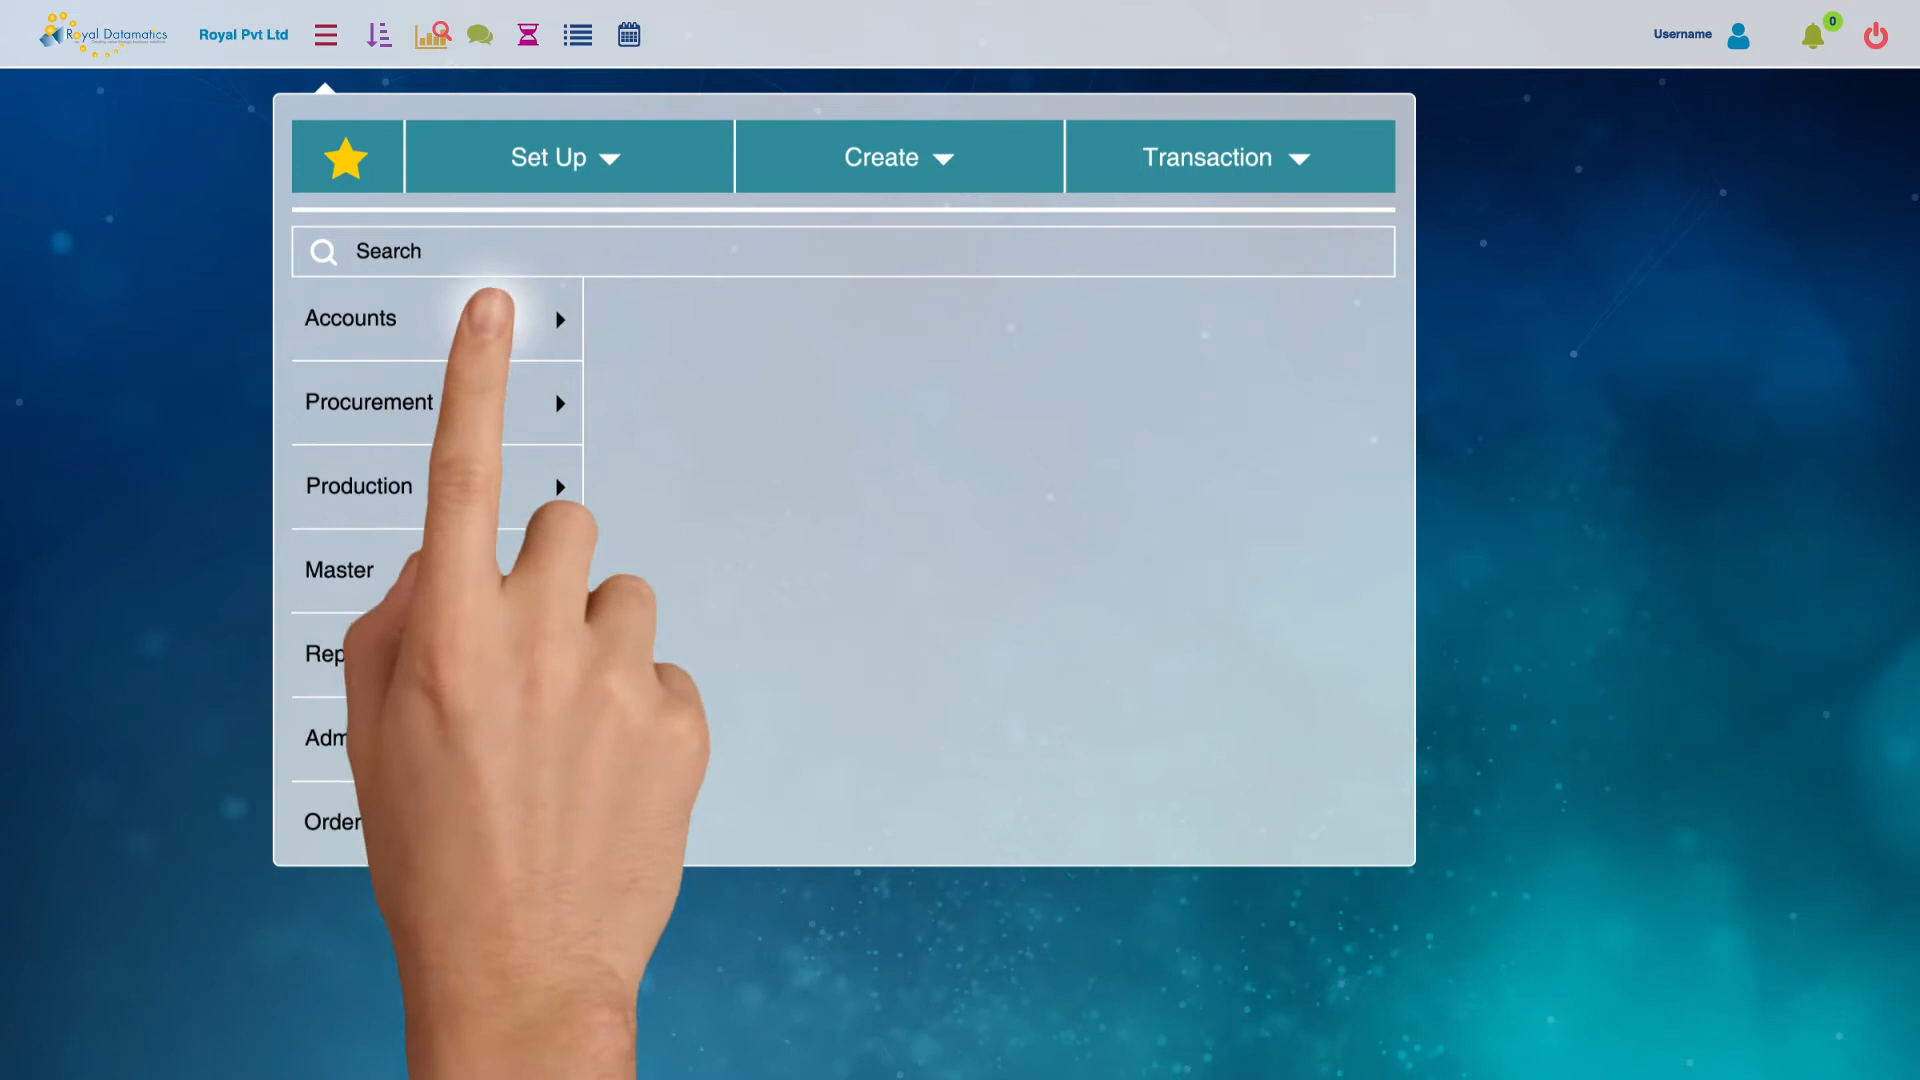 Royal Datamatics
Royal Pvt Ltd
Username
0
Set Up
Create
Transaction
Search
Accounts
Procurement
Production
Master
Rep
Adm
Order